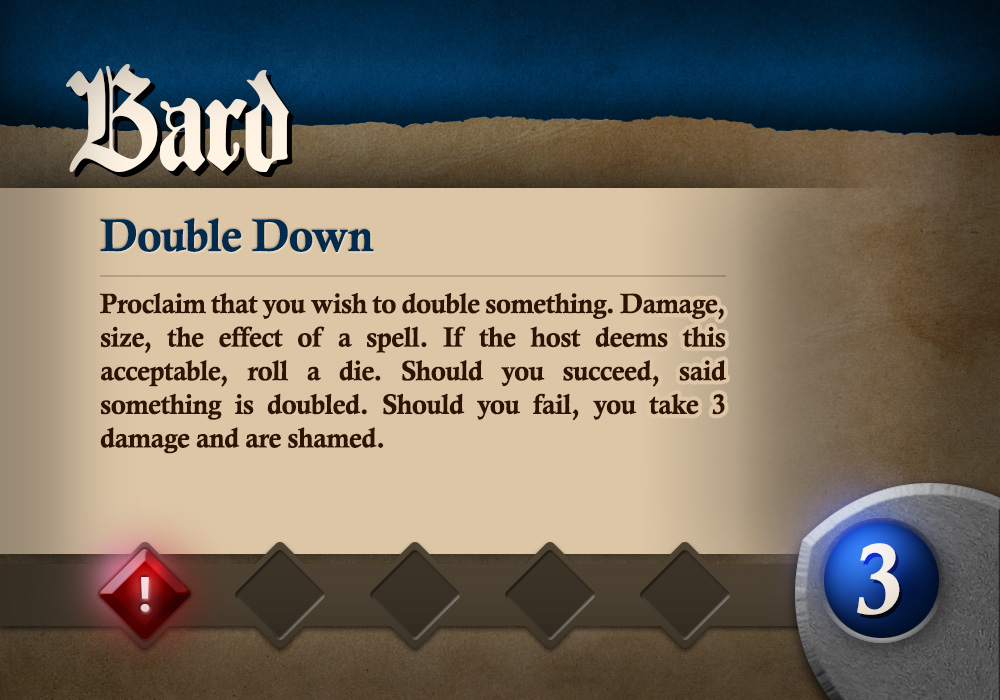 Bard
Double Down
Proclaim that you wish to double something. Damage,
size, the effect of a spell. If the host deems this
acceptable, roll a die. Should you succeed, said
something is doubled. Should you fail, you take 3
damage and are shamed.
!
3